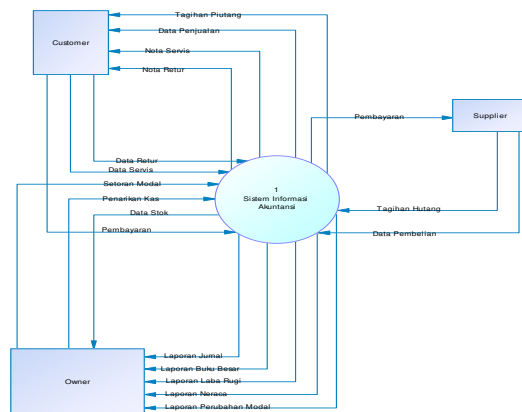 Tagihan Piutang
Customer
Data Penjualan
Nota Servis
Nota Retur
Pembayaran
Supplier
Data Retur
Data Servis
Setoran Modal
Penarikan Kas
Data Stok
Pembayaran
1
Sistem Informasi
Akuntansi
Tagihan Hutang
Data Pembelian
Laporan Jurnal
Laporan Buku Besar
Owner
Laporan Laba Rugi
Laporan Neraca
Laporan Perubahan Modal